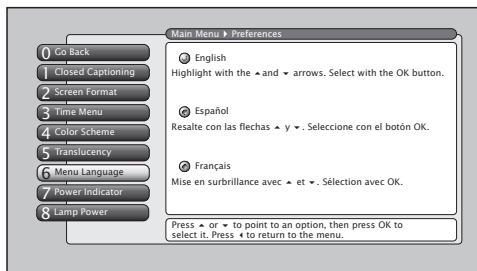 Main Menu ▸ Preferences
0 Go Back
1 Closed Captioning
2 Screen Format
3 Time Menu
4 Color Scheme
5 Translucency
6 Menu Language
7 Power Indicator
8 Lamp Power
English
Highlight with the ▲and ▼ arrows. Select with the OK button.
Español
Resalte con las flechas ▲ y ▼. Seleccione con el botón OK.
Français
Mise en surbrillance avec ▲ et ▼. Sélection avec OK.
Press ▲ or ▼ to point to an option, then press OK to
select it. Press ◂ to return to the menu.